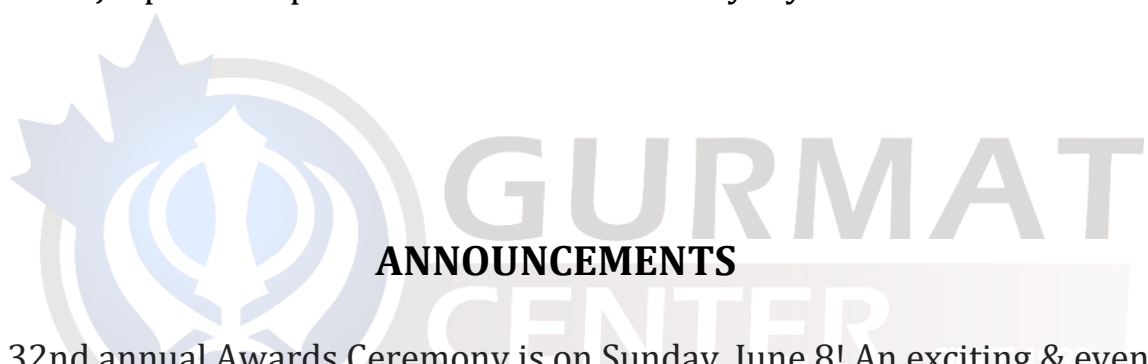 GURMAT
ANNOUNCEMENTS
CENTER
32nd annual Awards Ceremony is on Sunday, June 8! An exciting & even